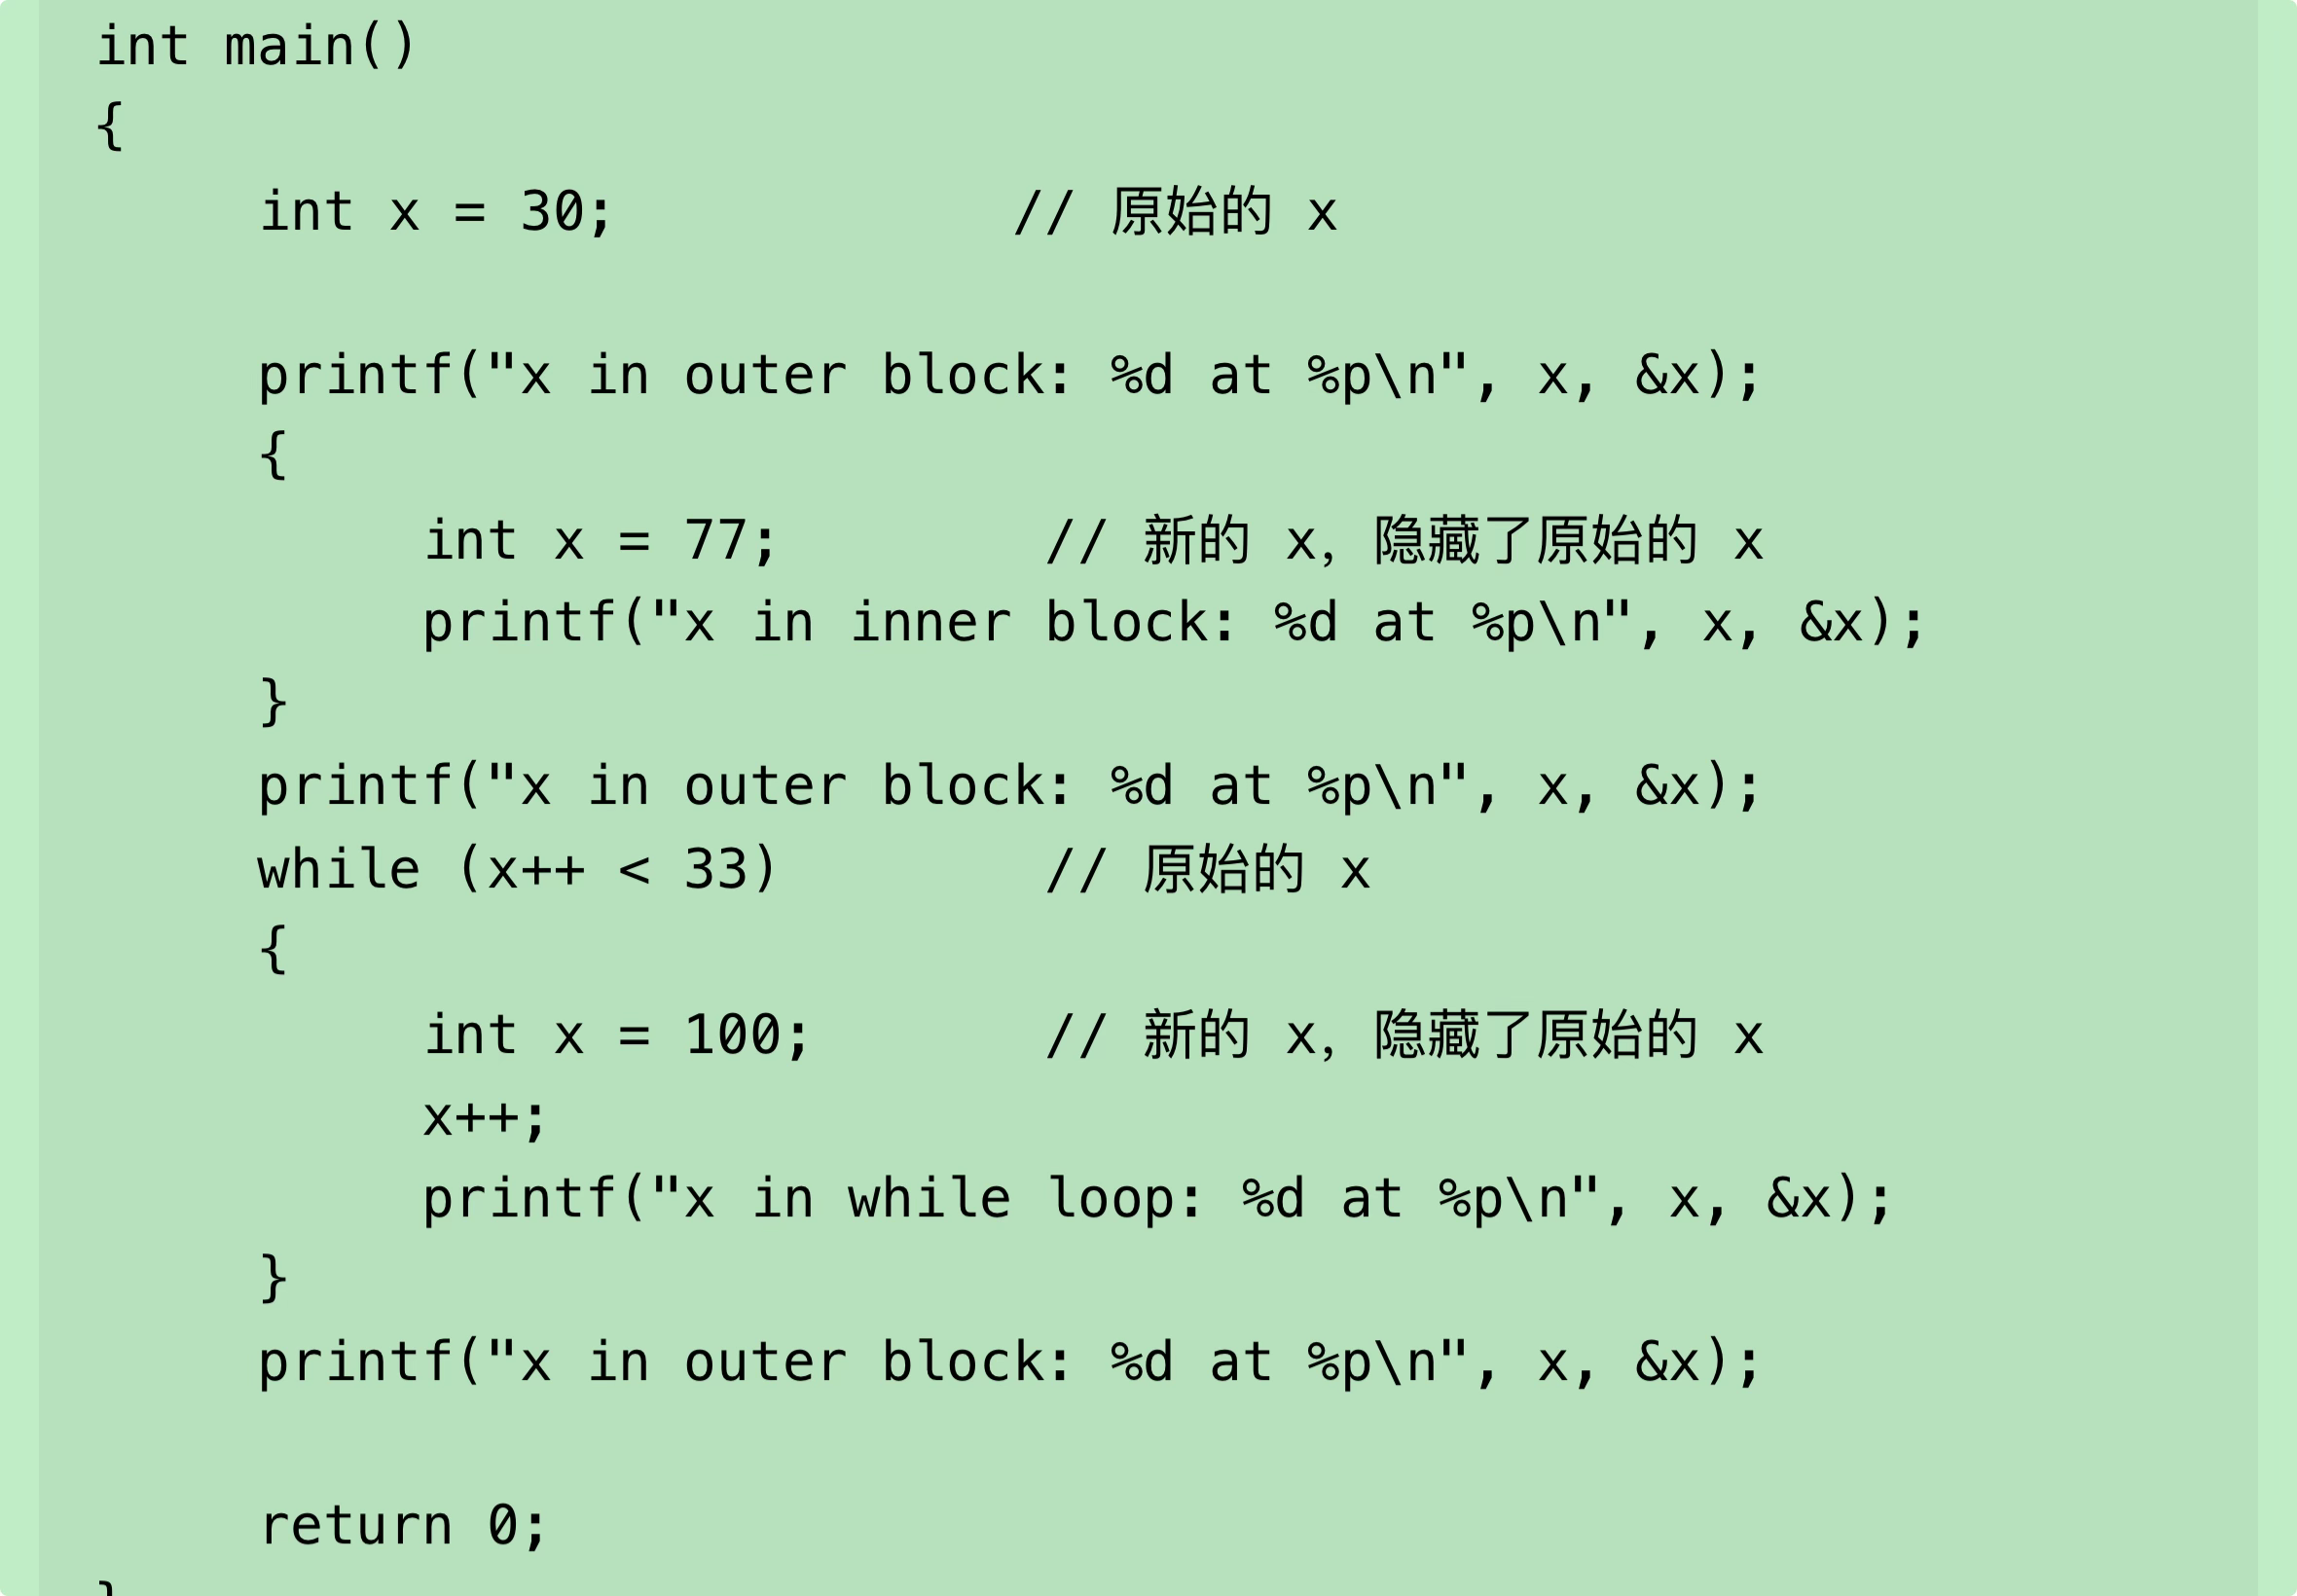 int main()
{
int x = 30; // 原始的 x
printf("x in outer block: %d at %p\n", x, &x);
{
int x = 77; // 新的 x, 隐藏了原始的 x
printf("x in inner block: %d at %p\n", x, &x);
}
printf("x in outer block: %d at %p\n", x, &x);
while (x++ < 33) // 原始的 x
{
int x = 100; // 新的 x, 隐藏了原始的 x
x++;
printf("x in while loop: %d at %p\n", x, &x);
}
printf("x in outer block: %d at %p\n", x, &x);
return 0;
}